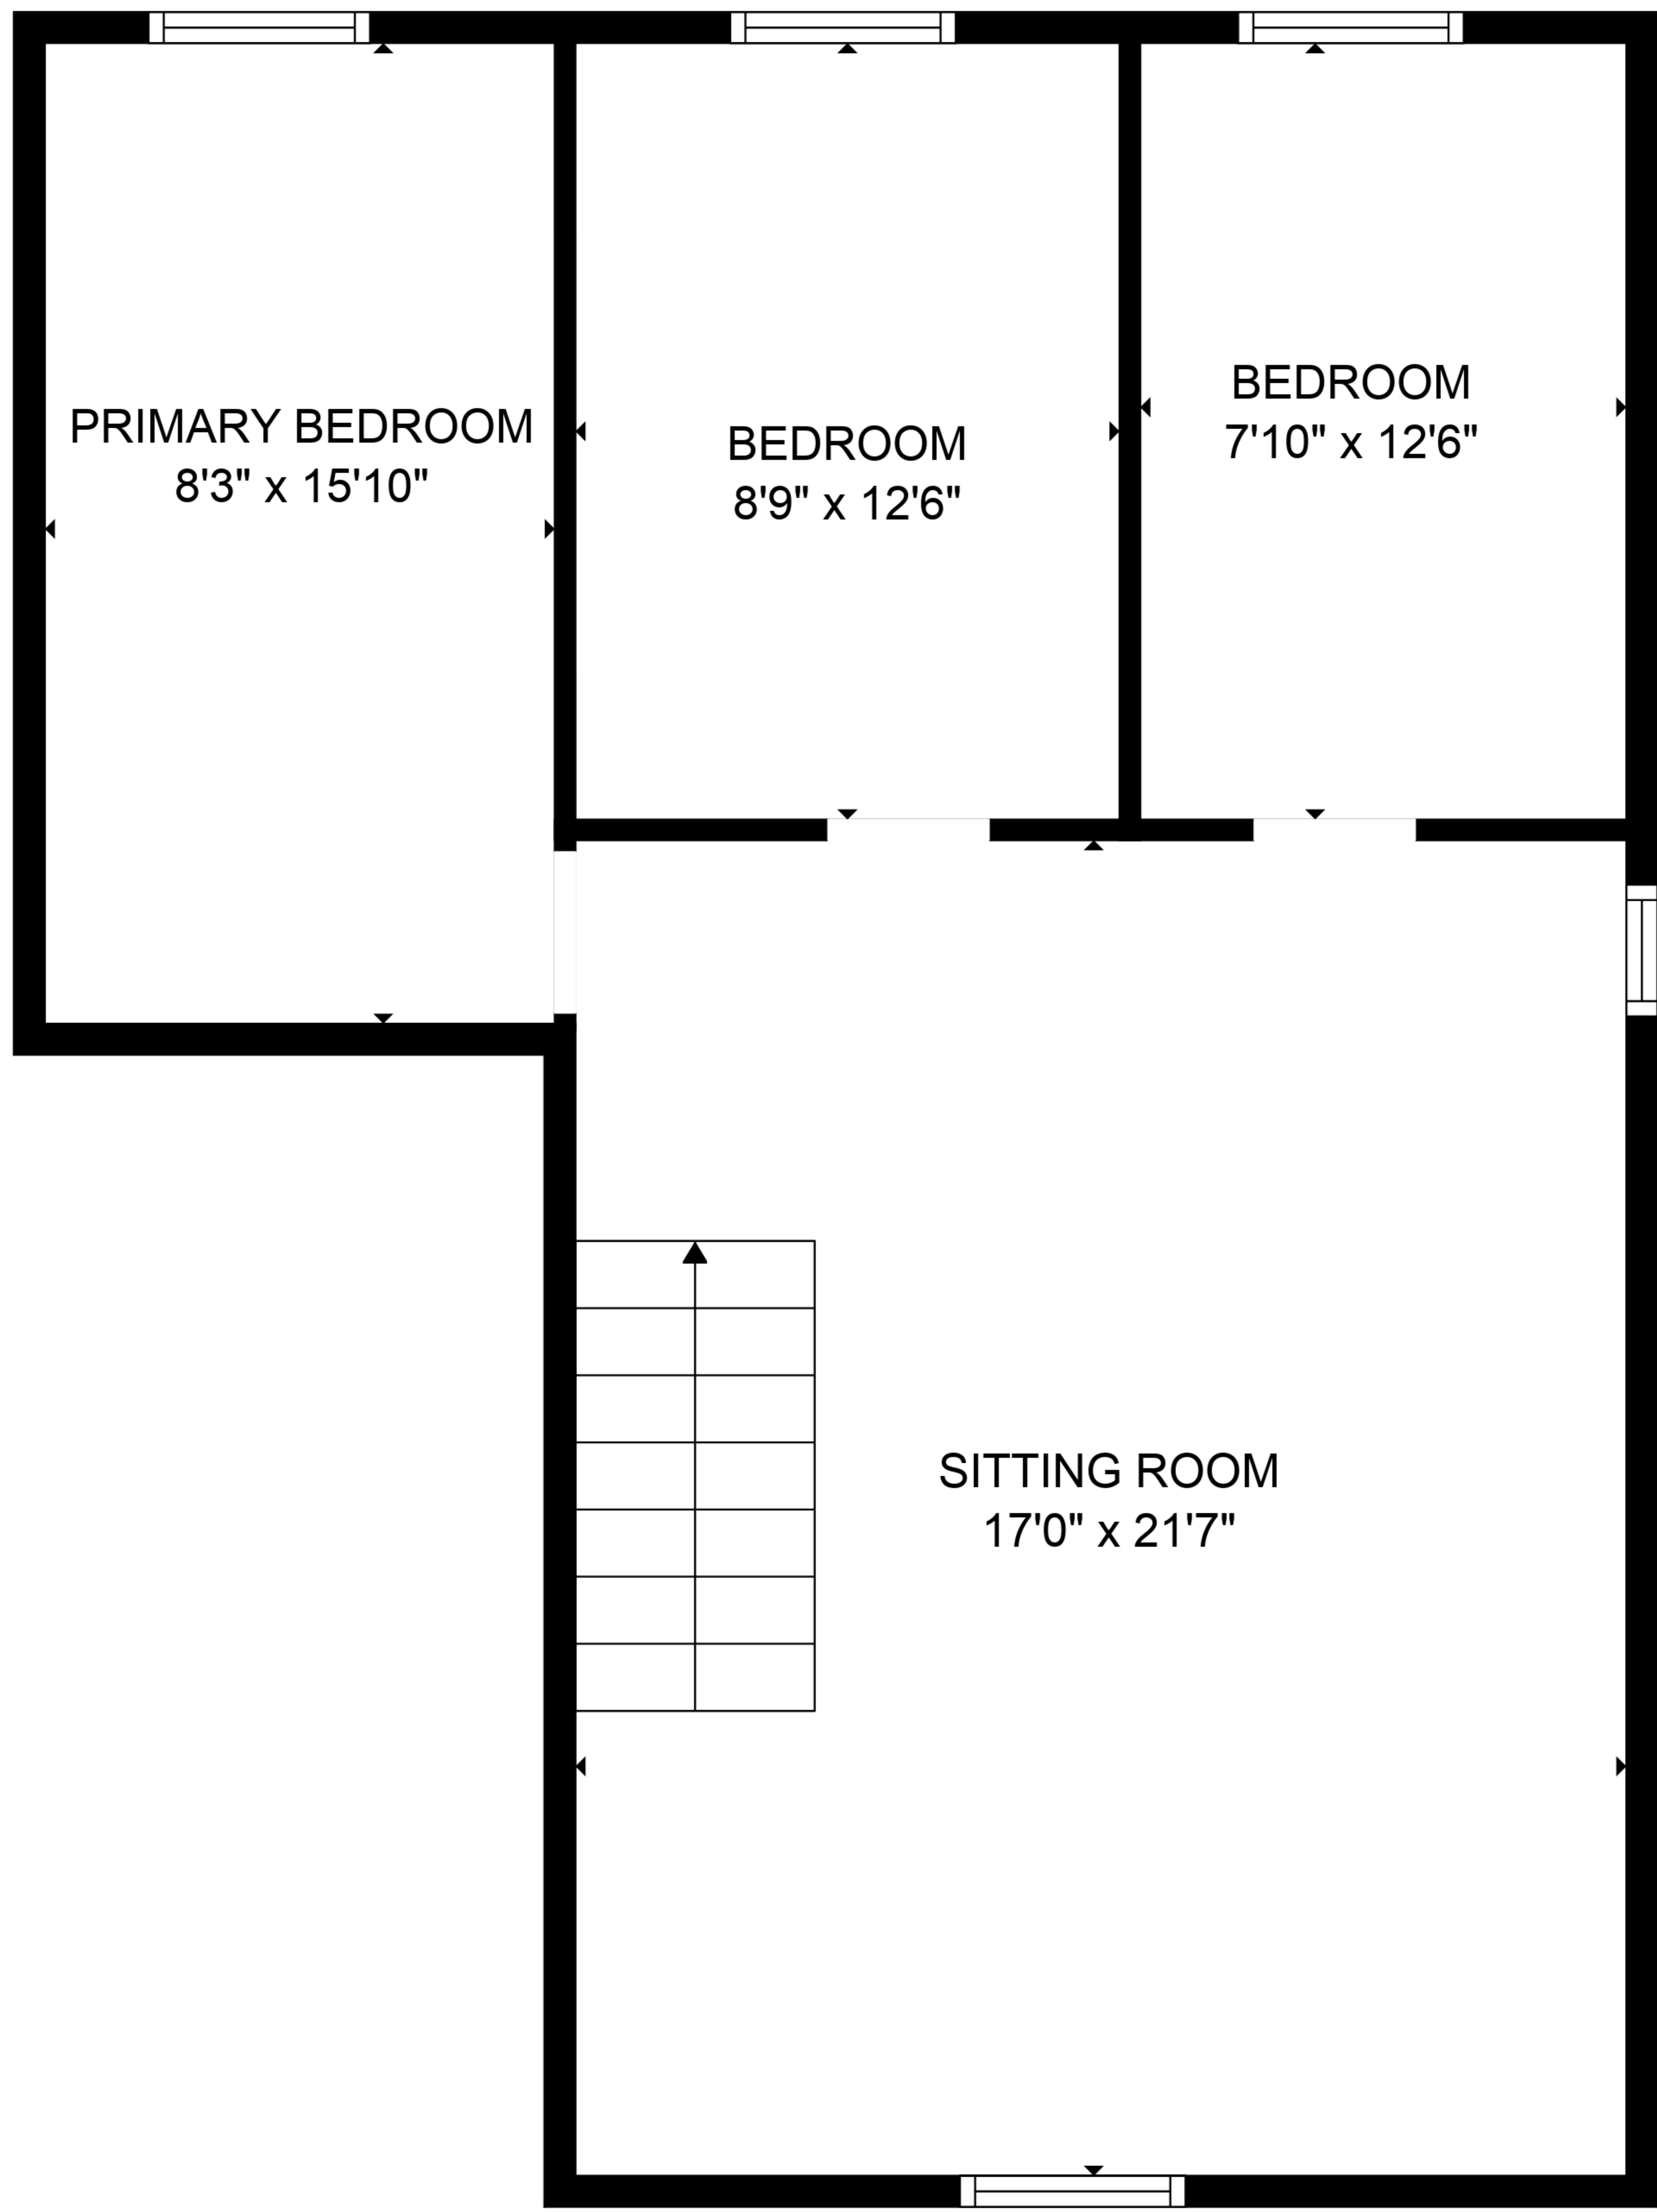 PRIMARY BEDROOM
8'3" x 15'10"
BEDROOM
8'9" x 12'6"
BEDROOM
7'10" x 12'6"
SITTING ROOM
17'0" x 21'7"